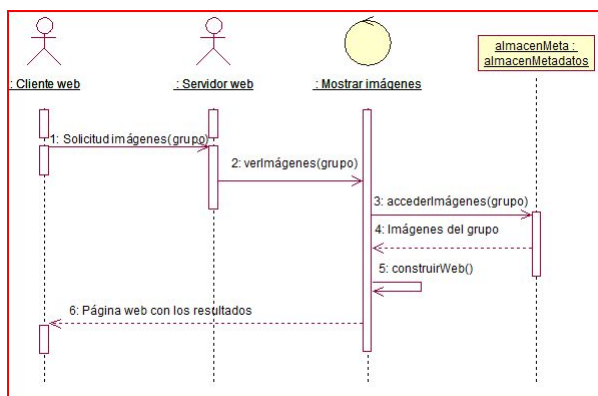 almacenMeta :
almacenMetadatos
: Cliente web
: Servidor web
: Mostrar imágenes
1: Solicitud imágenes(grupo)
2: verImágenes(grupo)
3: accederImágenes(grupo)
4: Imágenes del grupo
5: construirWeb()
6: Página web con los resultados